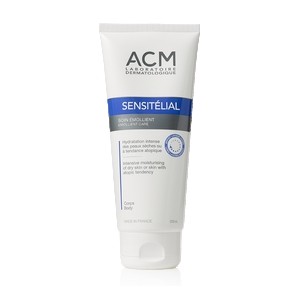 ACM
LABORATOIRE
DERMATOLOGIQUE
SENSITÉLIAL
SOIN ÉMOLLIENT
EMOLLIENT CARE
Hydratation intense
des peaux sèches ou
à tendance atopique
Intensive moisturising
of dry skin or skin with
atopic tendency
Corps
Body